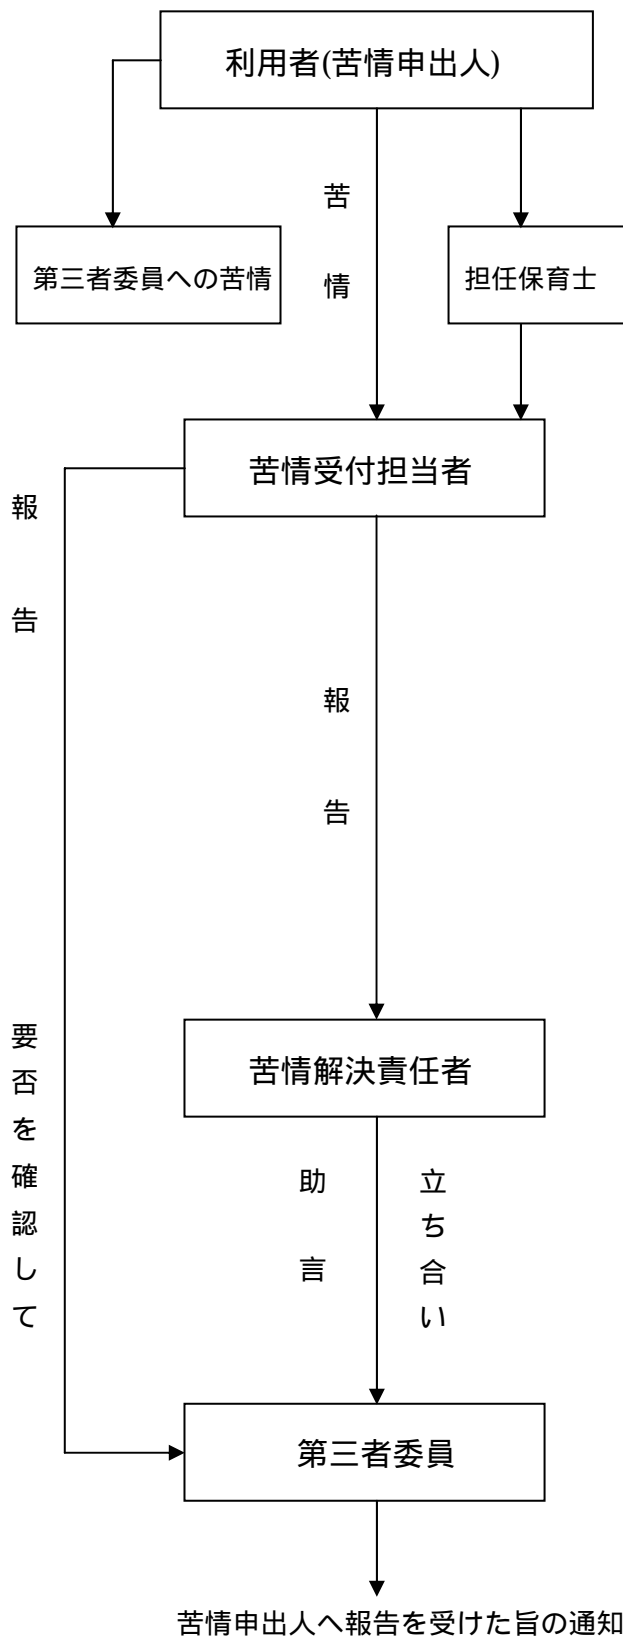 利用者(苦情申出人)
苦情
第三者委員への苦情
担任保育士
苦情受付担当者
報告
報告
要否を確認して
苦情解決責任者
助言
立ち合い
第三者委員
苦情申出人へ報告を受けた旨の通知